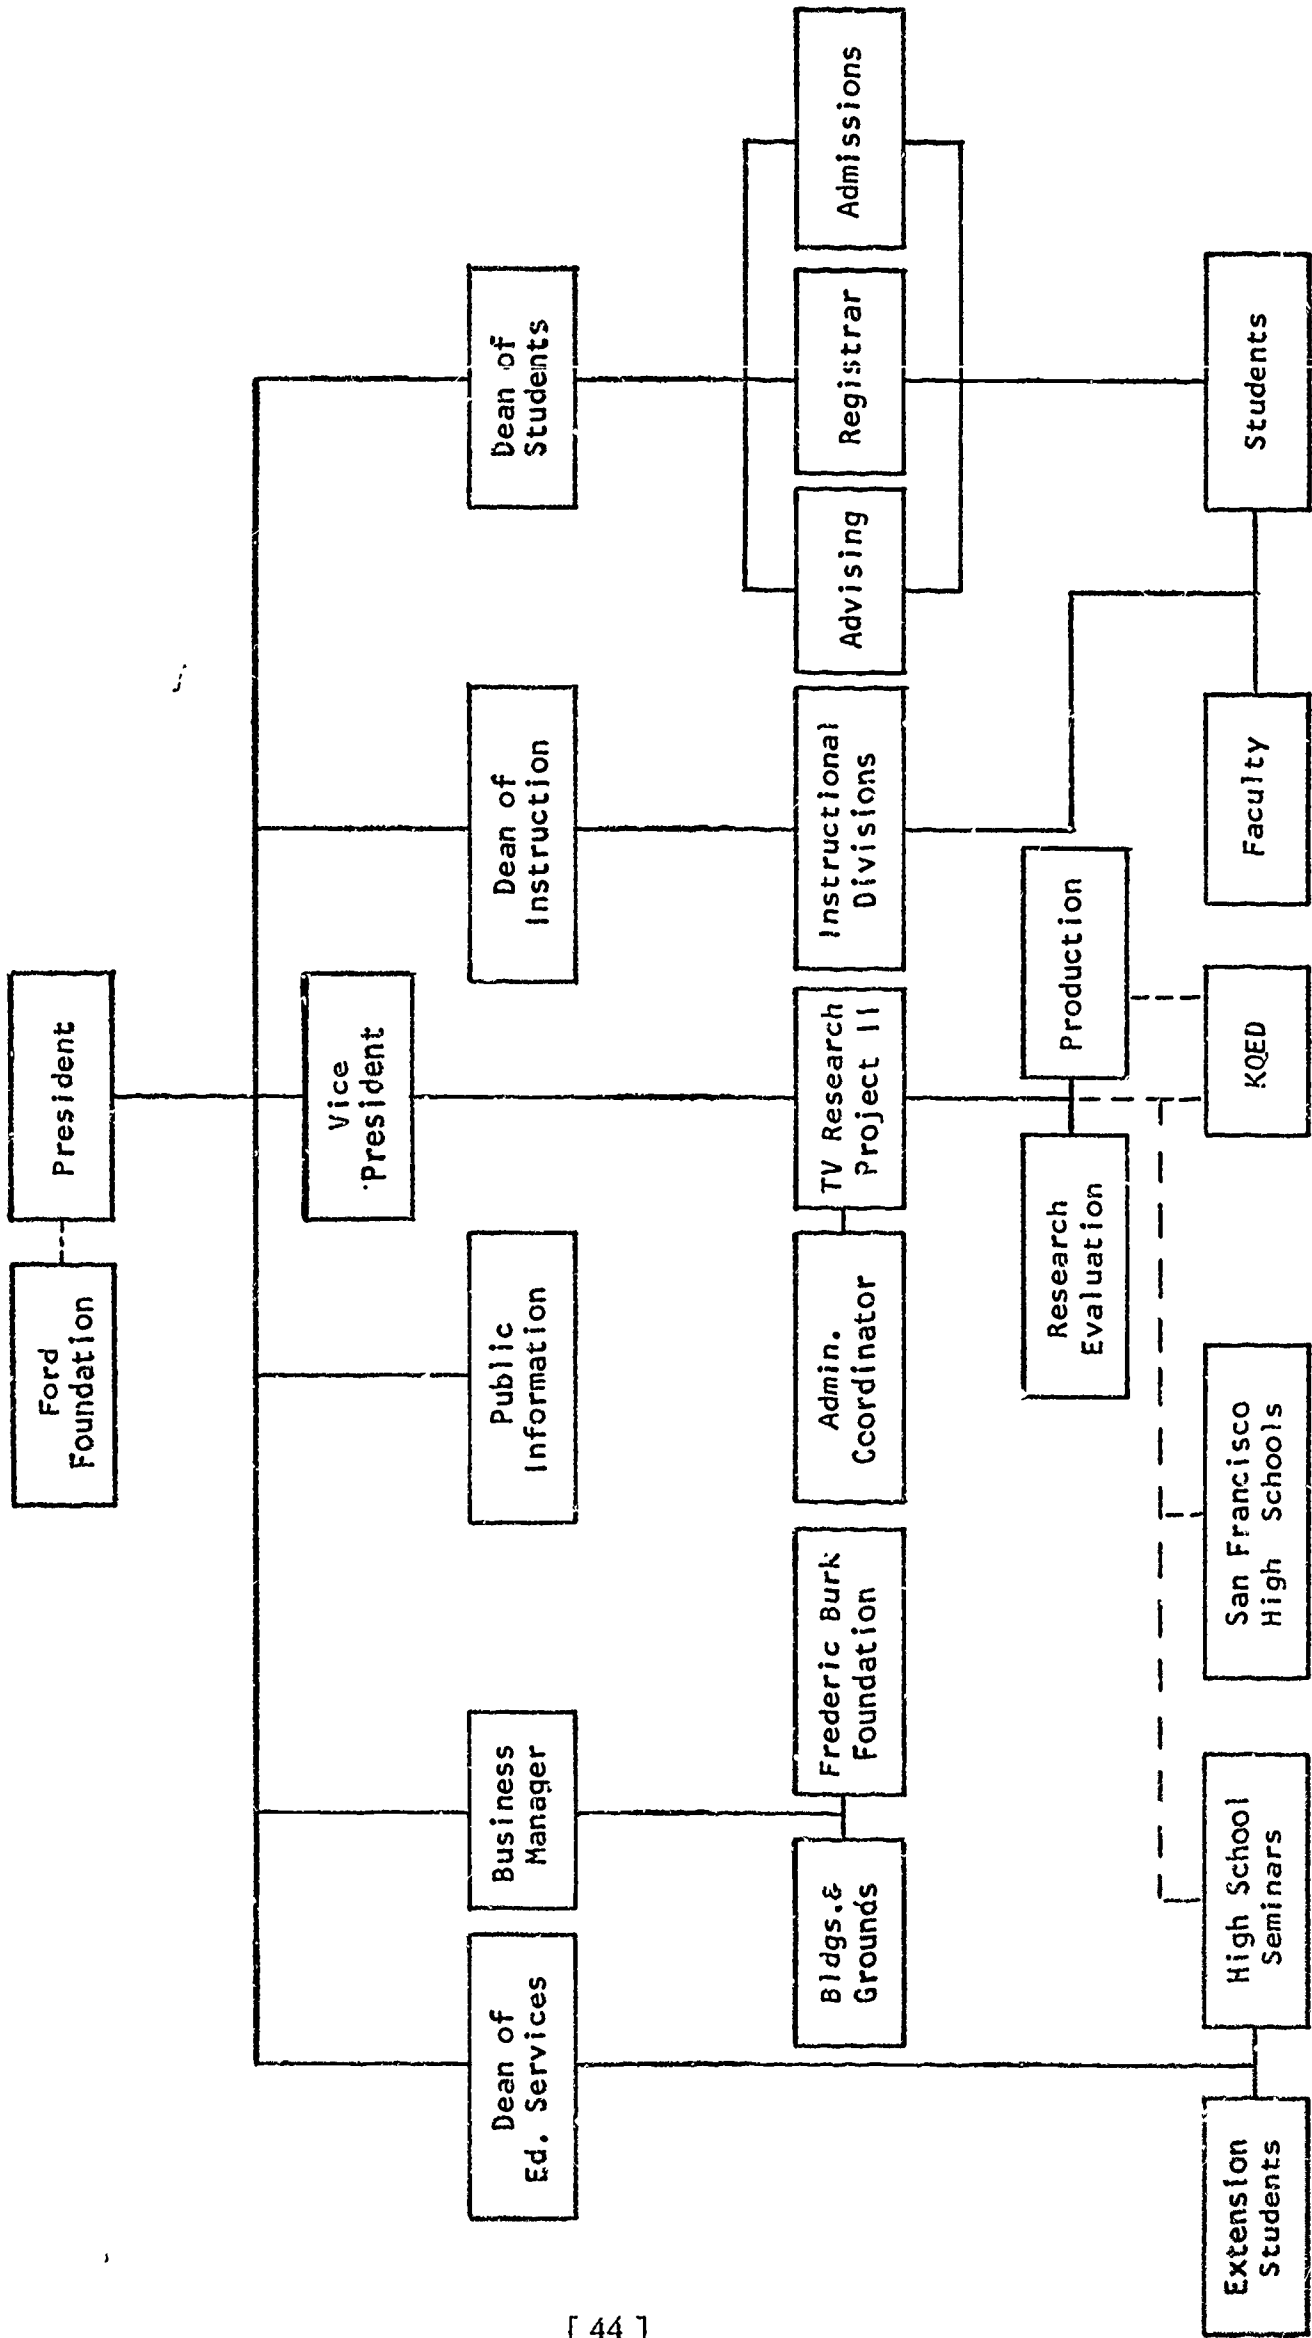 Ford
Foundation
President
Vice
President
Dean of
Ed. Services
Business
Manager
Public
Information
Dean of
Instruction
Dean of
Students
Bldgs.&
Grounds
Frederic Burk
Foundation
Admin.
Coordinator
TV Research
Project II
Instructional
Divisions
Advising
Registrar
Admissions
Research
Evaluation
Production
Extension
Students
High School
Seminars
San Francisco
High Schools
KQED
Faculty
Students
[ 44 ]